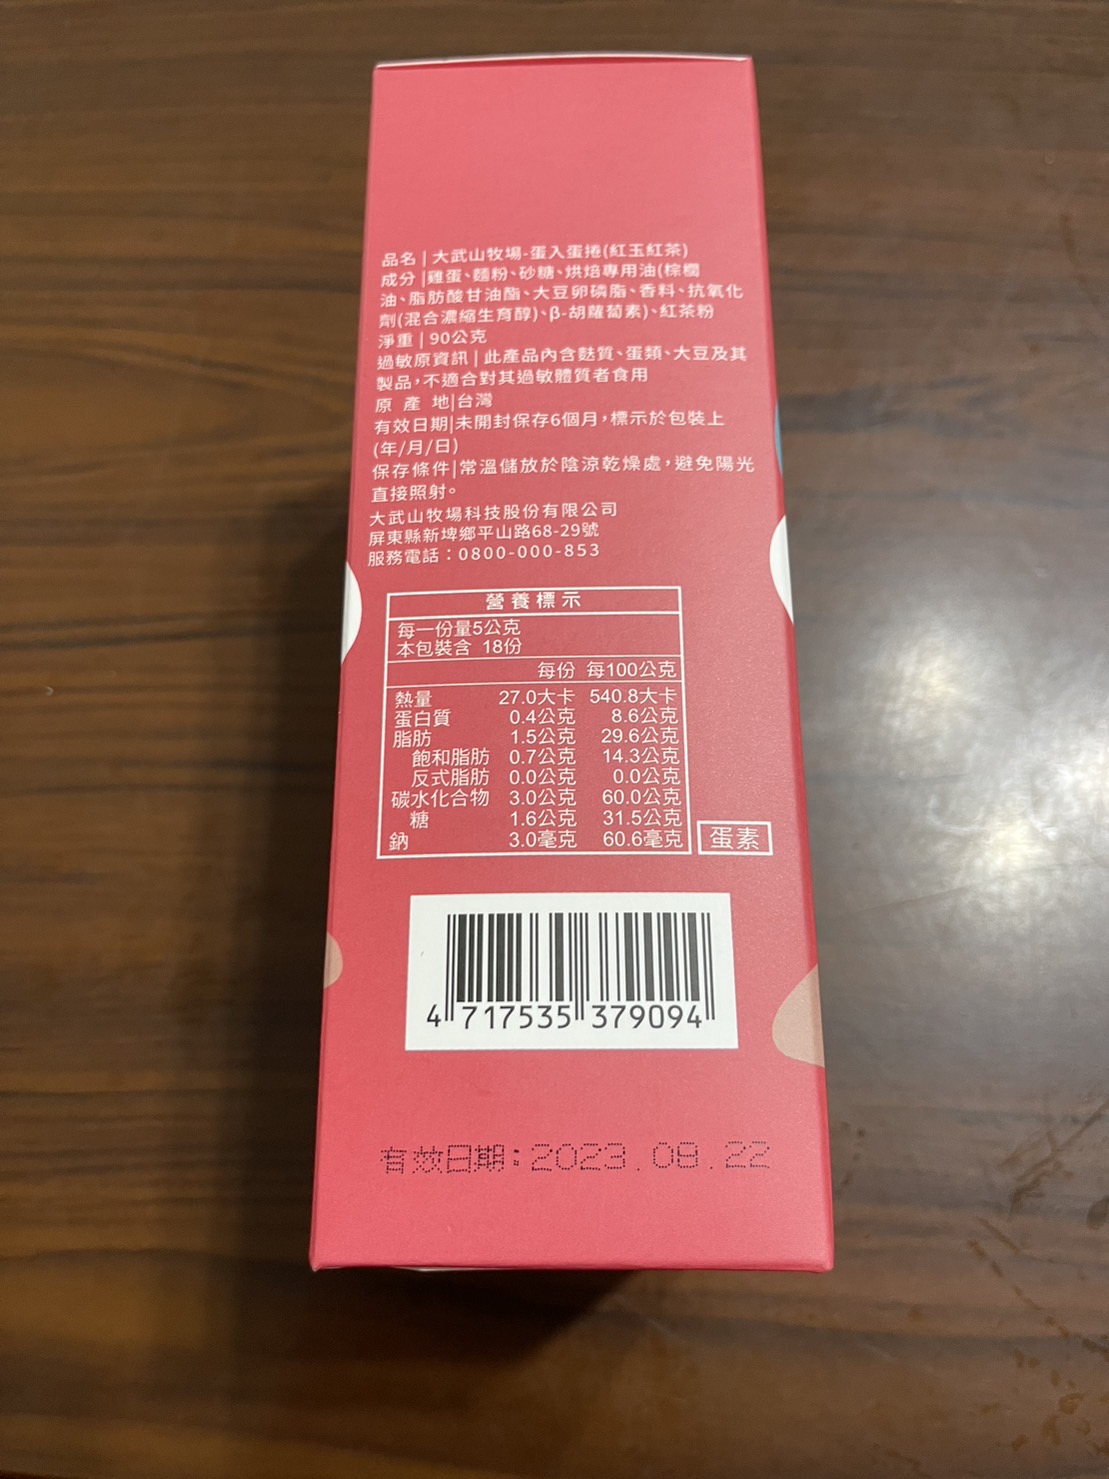 品名|大武山牧場-蛋入蛋捲(紅玉紅茶)
成分|雞蛋、麵粉、砂糖、烘焙專用油(棕櫚
油、脂肪酸甘油酯、大豆卵磷脂、香料、抗氧化
劑(混合濃縮生育醇)、β-胡蘿蔔素)、紅茶粉
淨重|90公克
過敏原資訊|此產品內含麩質、蛋類、大豆及其
製品，不適合對其過敏體質者食用
原 產 地|台灣
有效日期|未開封保存6個月，標示於包裝上
(年/月/日)
保存條件|常溫儲放於陰涼乾燥處，避免陽光
直接照射。
大武山牧場科技股份有限公司
屏東縣新埤鄉平山路68-29號
服務電話：0800-000-853
營養標示
每一份量5公克
本包裝含 18份
每份 每100公克
熱量 27.0大卡 540.8大卡
蛋白質 0.4公克 8.6公克
脂肪 1.5公克 29.6公克
飽和脂肪 0.7公克 14.3公克
反式脂肪 0.0公克 0.0公克
碳水化合物 3.0公克 60.0公克
糖 1.6公克 31.5公克
鈉 3.0毫克 60.6毫克
蛋素
4 717535 379094
有效日期:2023.08.22